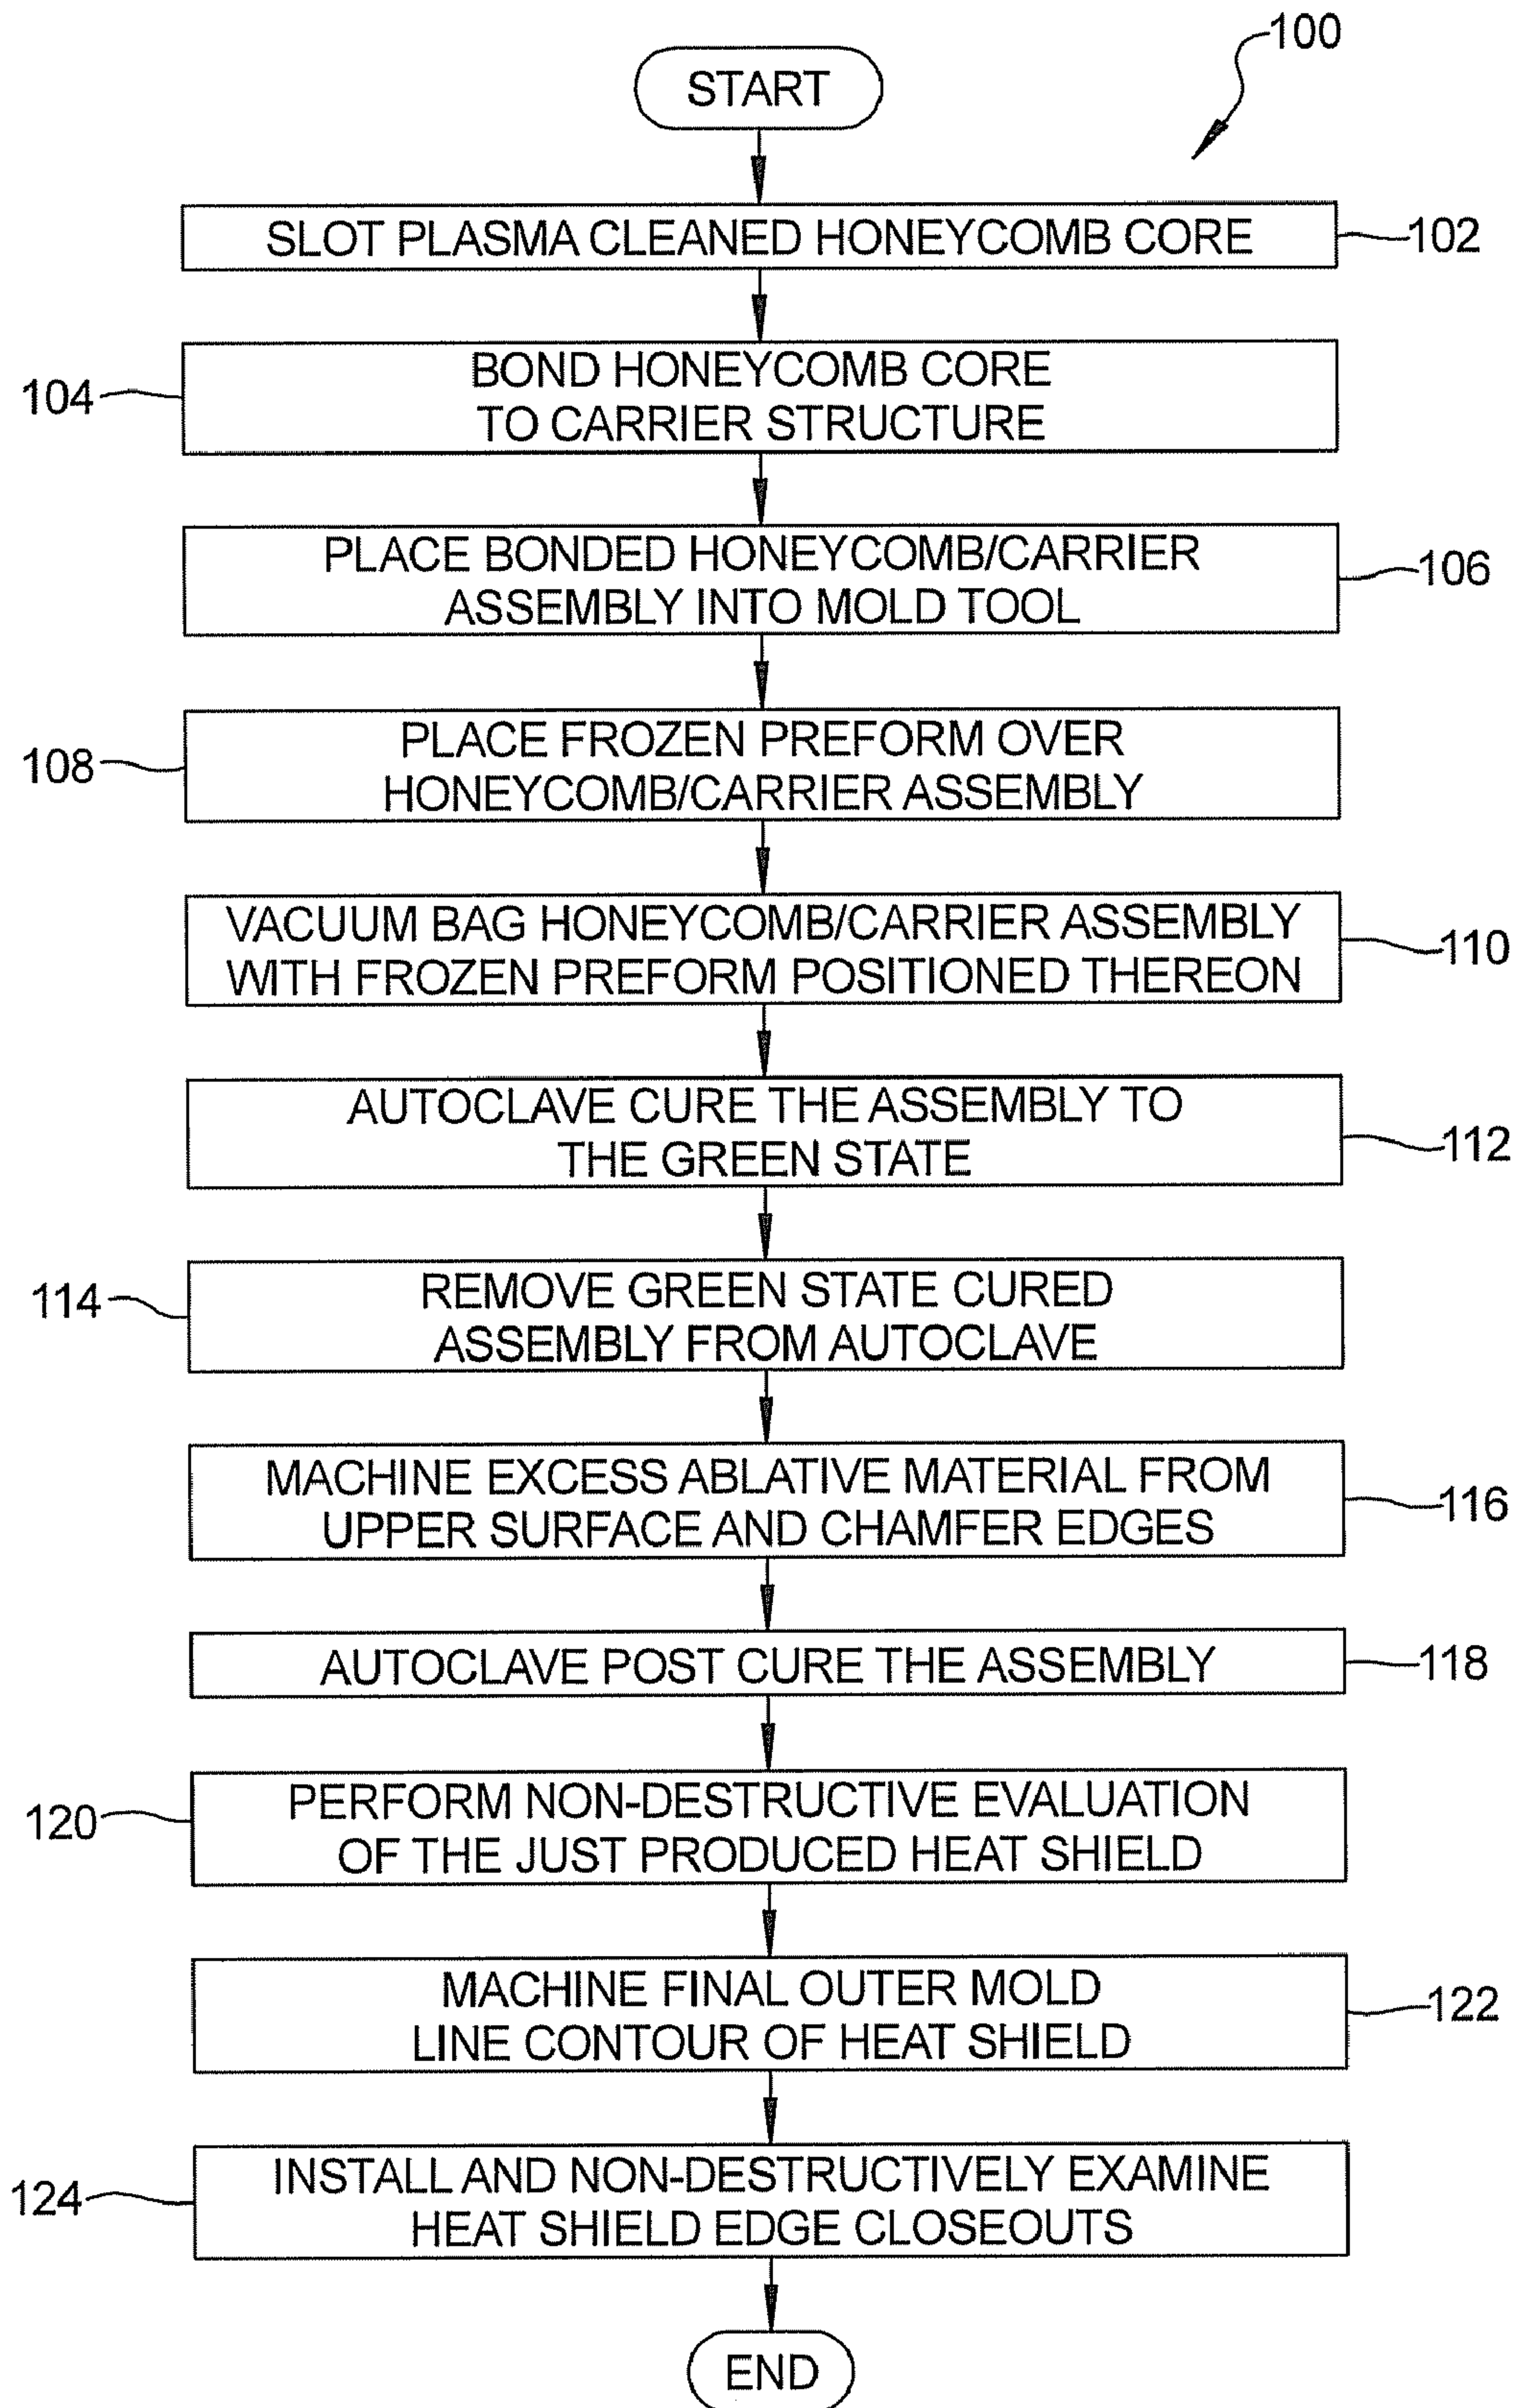 100
START
SLOT PLASMA CLEANED HONEYCOMB CORE
102
BOND HONEYCOMB CORE
TO CARRIER STRUCTURE
104
PLACE BONDED HONEYCOMB/CARRIER
ASSEMBLY INTO MOLD TOOL
106
PLACE FROZEN PREFORM OVER
HONEYCOMB/CARRIER ASSEMBLY
108
VACUUM BAG HONEYCOMB/CARRIER ASSEMBLY
WITH FROZEN PREFORM POSITIONED THEREON
110
AUTOCLAVE CURE THE ASSEMBLY TO
THE GREEN STATE
112
REMOVE GREEN STATE CURED
ASSEMBLY FROM AUTOCLAVE
114
MACHINE EXCESS ABLATIVE MATERIAL FROM
UPPER SURFACE AND CHAMFER EDGES
116
AUTOCLAVE POST CURE THE ASSEMBLY
118
PERFORM NON-DESTRUCTIVE EVALUATION
OF THE JUST PRODUCED HEAT SHIELD
120
MACHINE FINAL OUTER MOLD
LINE CONTOUR OF HEAT SHIELD
122
INSTALL AND NON-DESTRUCTIVELY EXAMINE
HEAT SHIELD EDGE CLOSEOUTS
124
END